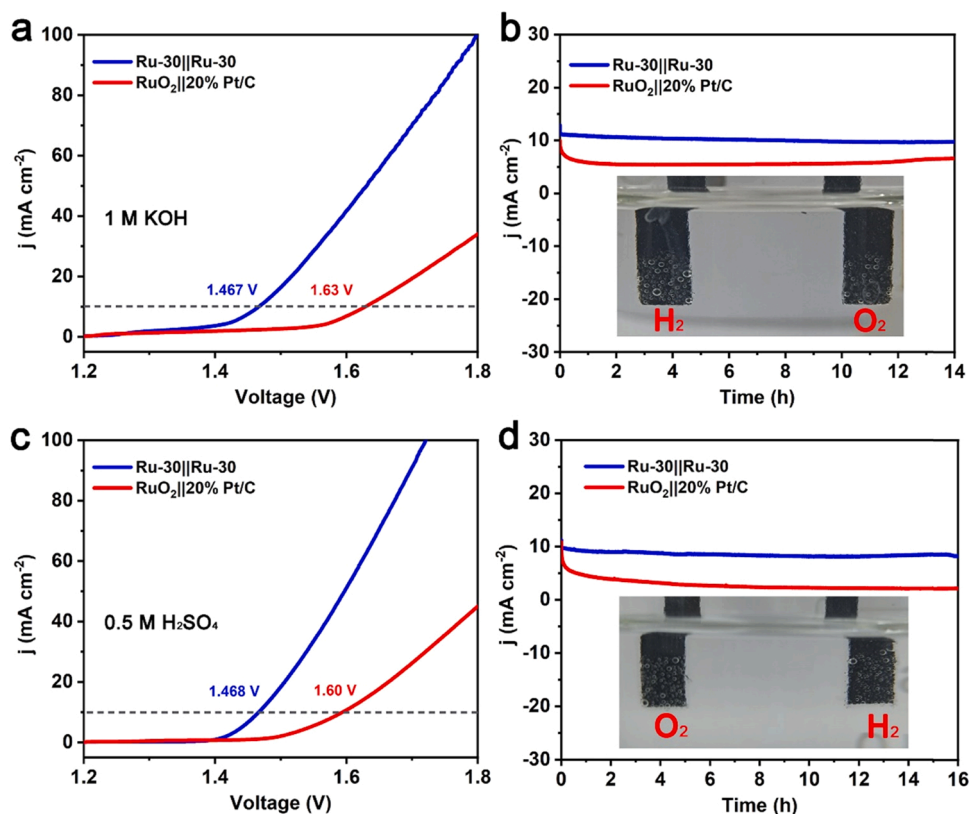 a
100
80
60
40
20
0
j (mA cm⁻²)
Ru-30||Ru-30
RuO₂||20% Pt/C
1 M KOH
1.467 V
1.63 V
1.2
1.4
1.6
1.8
Voltage (V)
b
30
20
10
0
-10
-20
-30
j (mA cm⁻²)
Ru-30||Ru-30
RuO₂||20% Pt/C
H₂
O₂
0
2
4
6
8
10
12
14
Time (h)
c
100
80
60
40
20
0
j (mA cm⁻²)
Ru-30||Ru-30
RuO₂||20% Pt/C
0.5 M H₂SO₄
1.468 V
1.60 V
1.2
1.4
1.6
1.8
Voltage (V)
d
30
20
10
0
-10
-20
-30
j (mA cm⁻²)
Ru-30||Ru-30
RuO₂||20% Pt/C
O₂
H₂
0
2
4
6
8
10
12
14
16
Time (h)